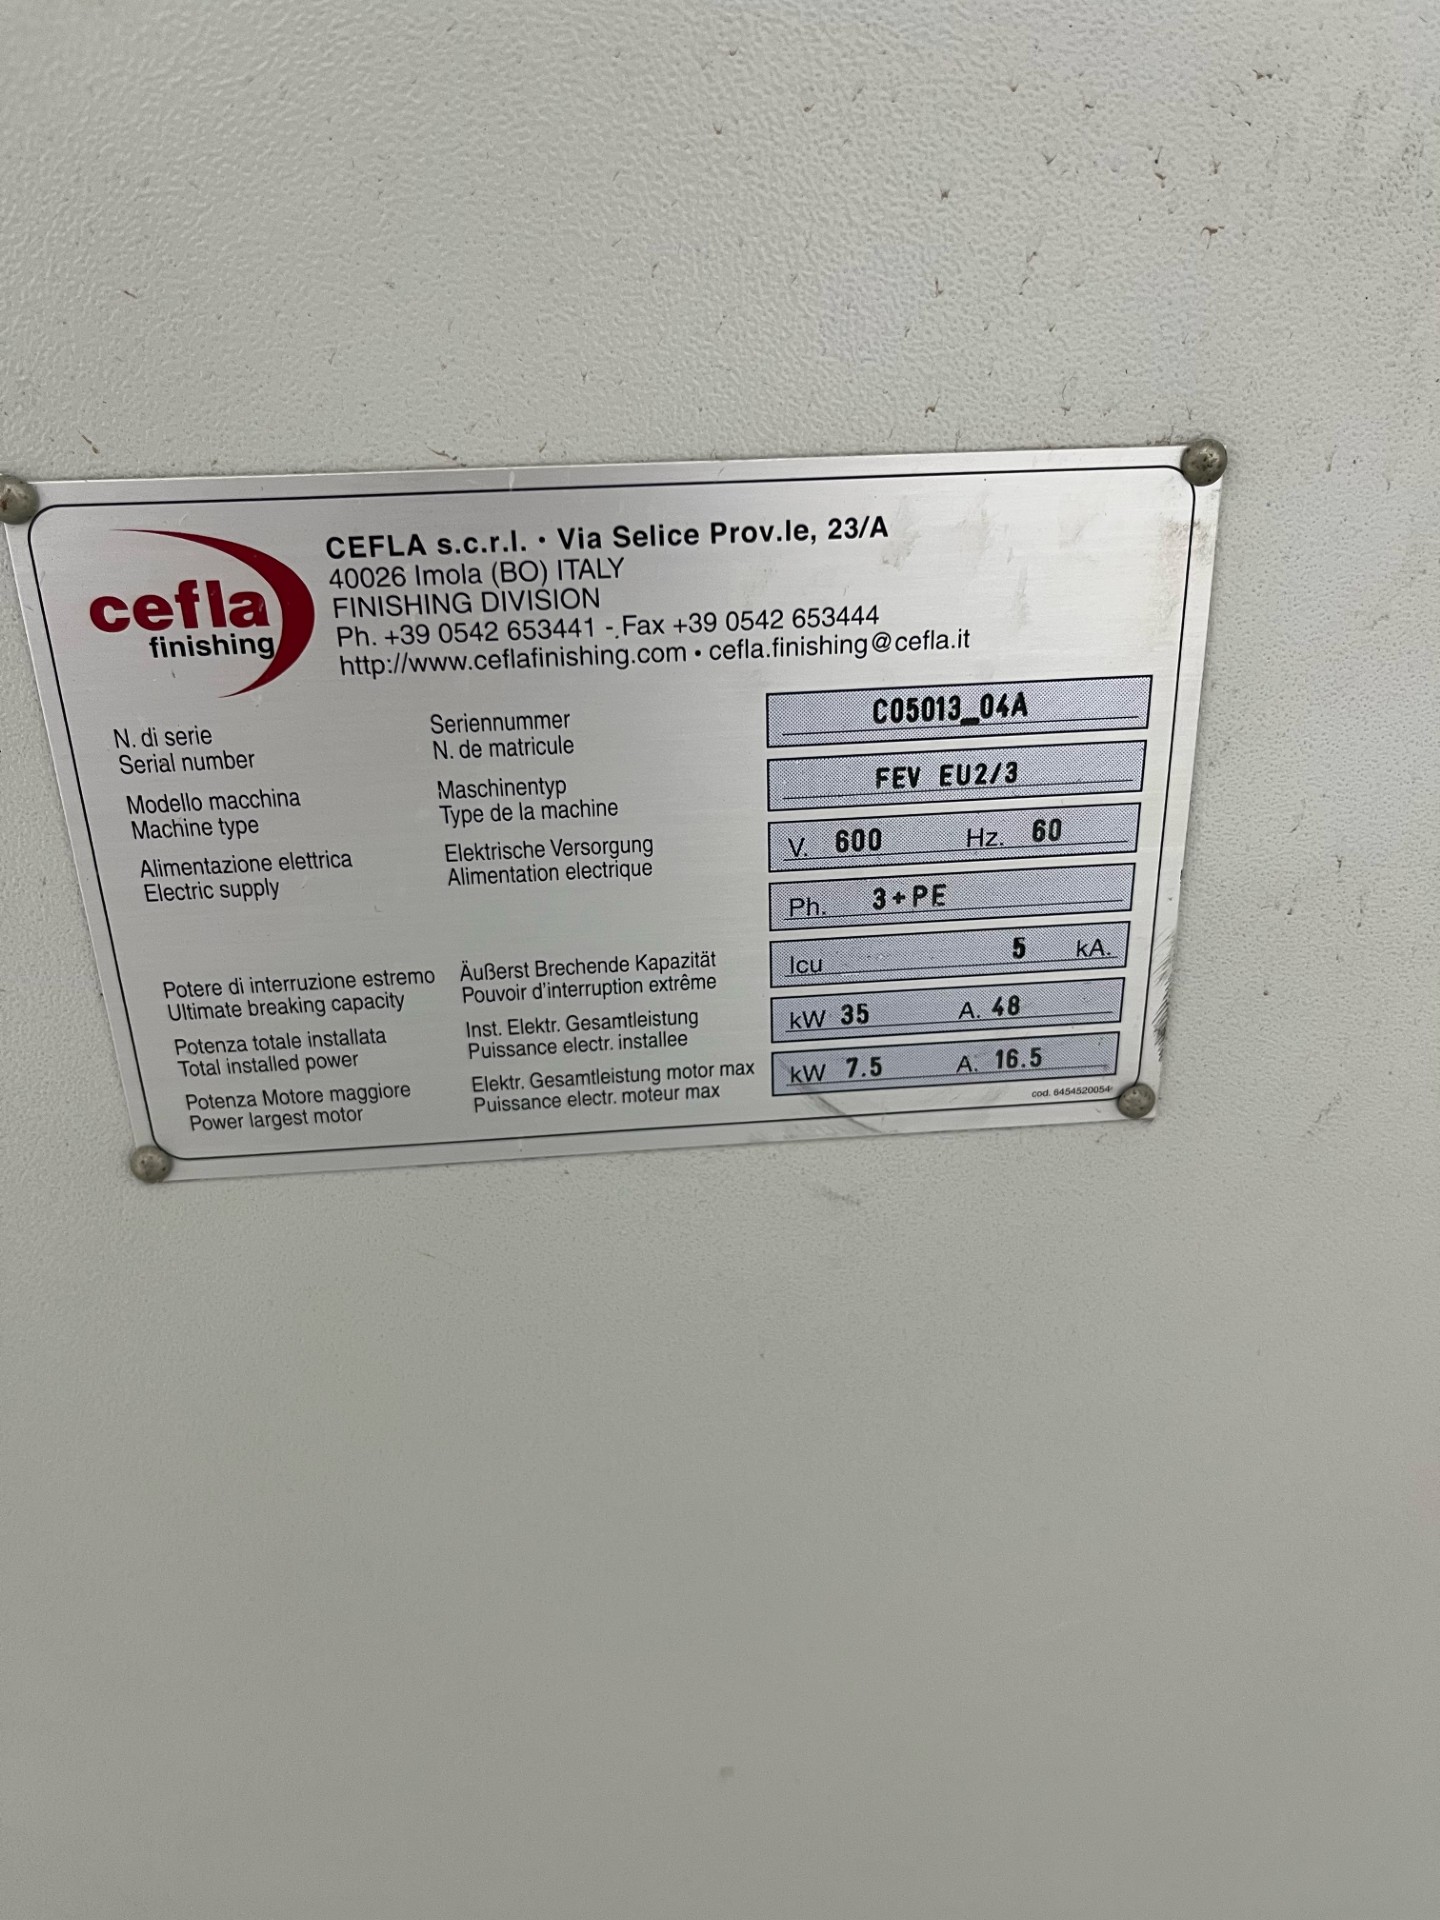 cefla
finishing
CEFLA s.c.r.l. • Via Selice Prov.le, 23/A
40026 Imola (BO) ITALY
FINISHING DIVISION
Ph. +39 0542 653441 - Fax +39 0542 653444
http://www.ceflafinishing.com • cefla.finishing@cefla.it
N. di serie
Serial number
Seriennummer
N. de matricule
C05013_04A
Modello macchina
Machine type
Maschinentyp
Type de la machine
FEV EU2/3
Alimentazione elettrica
Electric supply
Elektrische Versorgung
Alimentation electrique
V. 600 Hz. 60
Ph. 3+PE
Potere di interruzione estremo
Ultimate breaking capacity
Äußerst Brechende Kapazität
Pouvoir d'interruption extrême
Icu 5 kA.
Potenza totale installata
Total installed power
Inst. Elektr. Gesamtleistung
Puissance electr. installee
kW 35 A. 48
Potenza Motore maggiore
Power largest motor
Elektr. Gesamtleistung motor max
Puissance electr. moteur max
kW 7.5 A. 16.5
cod. 6454520054